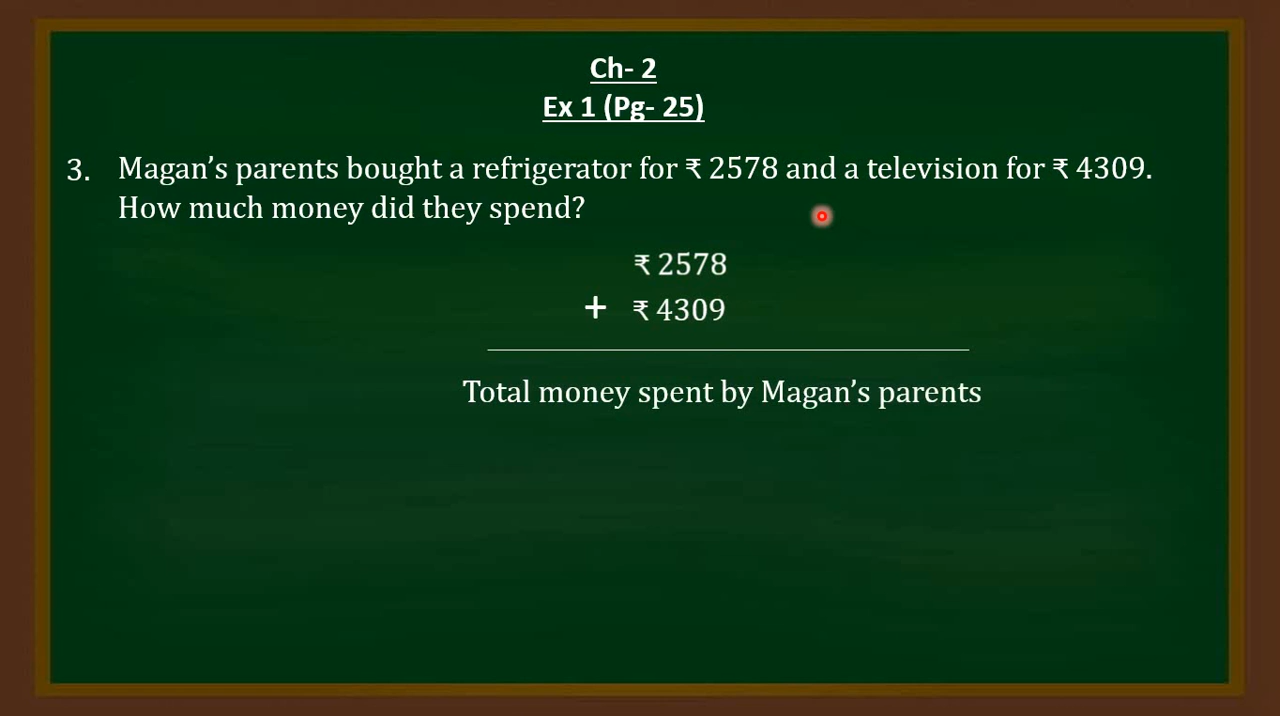 Ch- 2
Ex 1 (Pg- 25)
3. Magan’s parents bought a refrigerator for ₹ 2578 and a television for ₹ 4309.
How much money did they spend?
₹ 2578
+ ₹ 4309
Total money spent by Magan’s parents